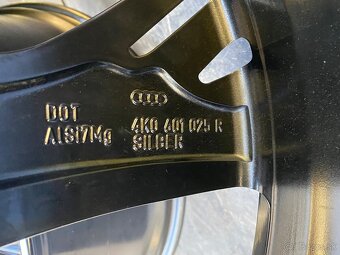 DOT
AlSi7Mg
4K0 601 025 R
SILBER